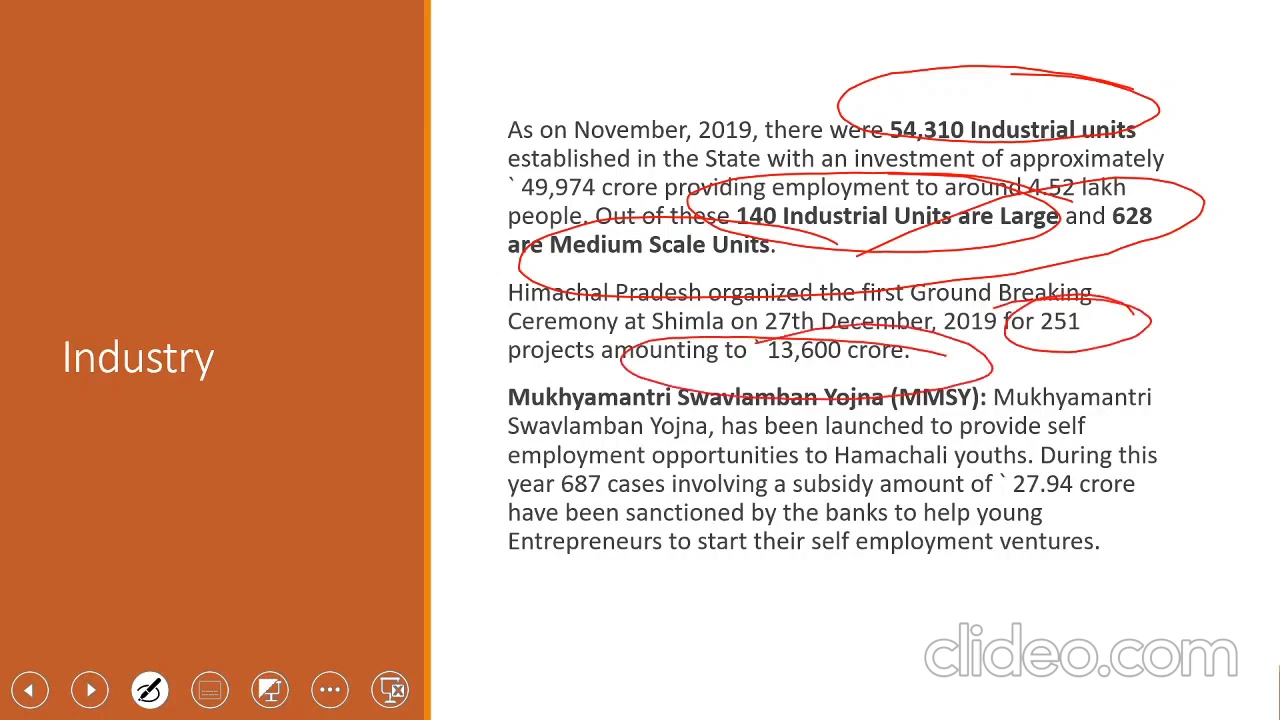 As on November, 2019, there were 54,310 Industrial units
established in the State with an investment of approximately
` 49,974 crore providing employment to around 4.52 lakh
people. Out of these 140 Industrial Units are Large and 628
are Medium Scale Units.
Himachal Pradesh organized the first Ground Breaking
Ceremony at Shimla on 27th December, 2019 for 251
projects amounting to ` 13,600 crore.
Industry
Mukhyamantri Swavlamban Yojna (MMSY): Mukhyamantri
Swavlamban Yojna, has been launched to provide self
employment opportunities to Hamachali youths. During this
year 687 cases involving a subsidy amount of ` 27.94 crore
have been sanctioned by the banks to help young
Entrepreneurs to start their self employment ventures.
clideo.com